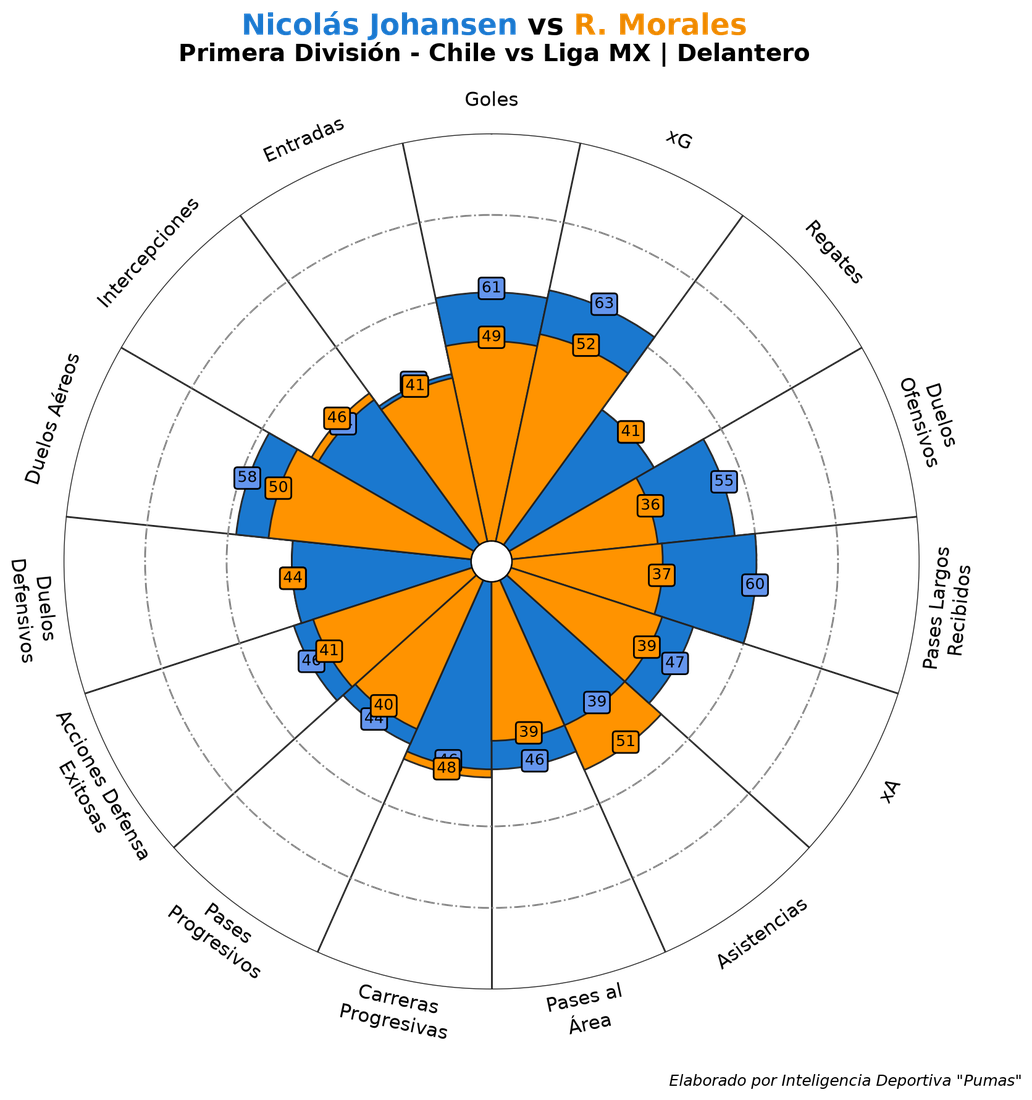 Nicolás Johansen vs R. Morales
Primera División - Chile vs Liga MX | Delantero
Goles
xG
Regates
Duelos
Ofensivos
Pases Largos
Recibidos
xA
Asistencias
Pases al
Área
Carreras
Progresivas
Pases
Progresivos
Acciones Defensa
Exitosas
Duelos
Defensivos
Duelos Aéreos
Intercepciones
Entradas
61
49
63
52
41
55
36
60
37
47
39
39
51
46
39
46
48
44
40
46
41
44
58
50
46
41
Elaborado por Inteligencia Deportiva "Pumas"